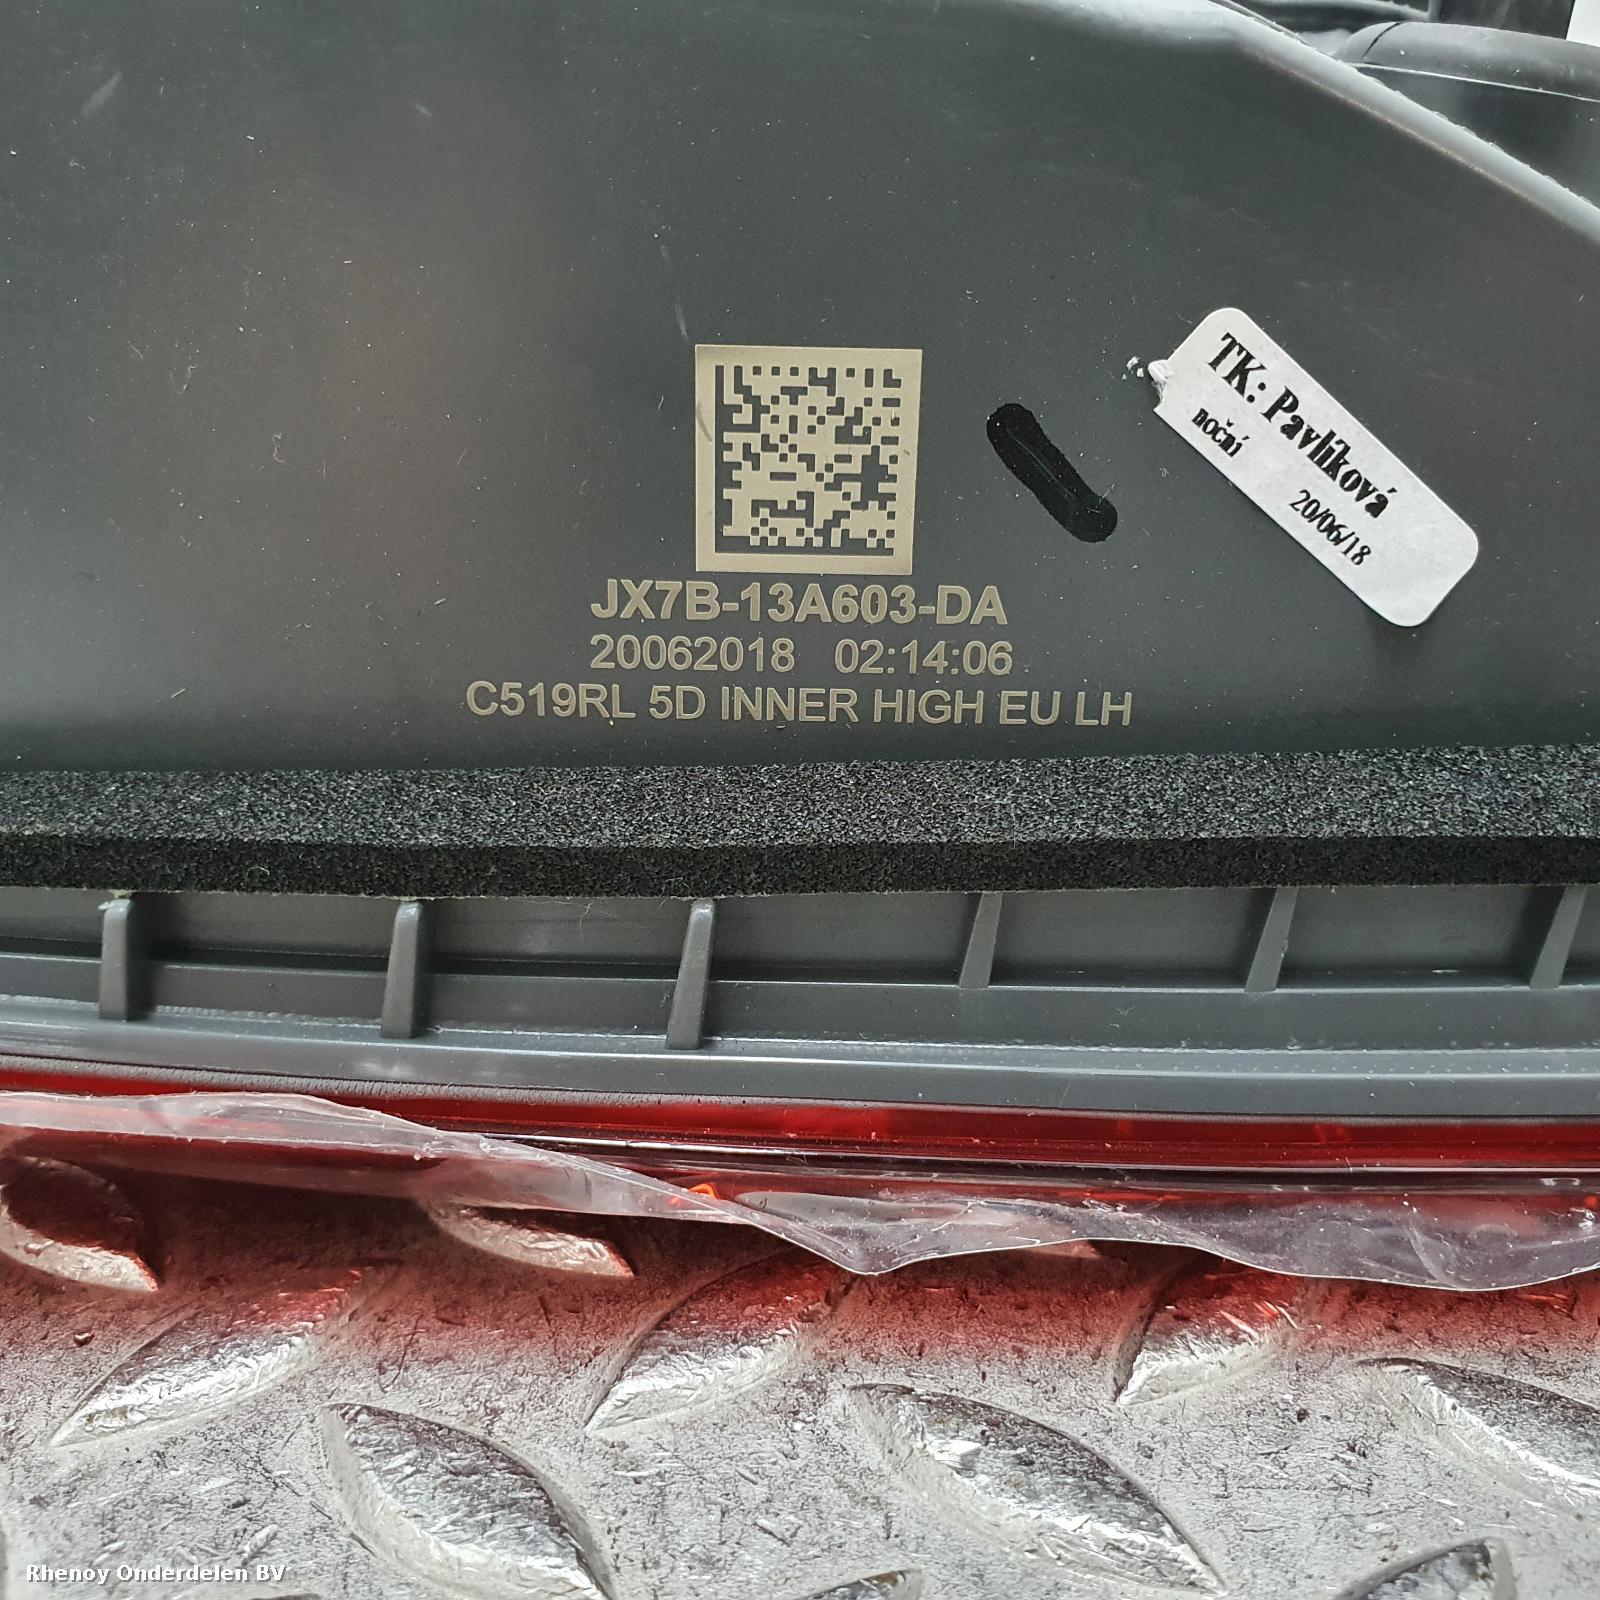 TK: Pavlíková
noční
20/06/18
JX7B-13A603-DA
20062018 02:14:06
C519RL 5D INNER HIGH EU LH
Rhenoy Onderdelen BV